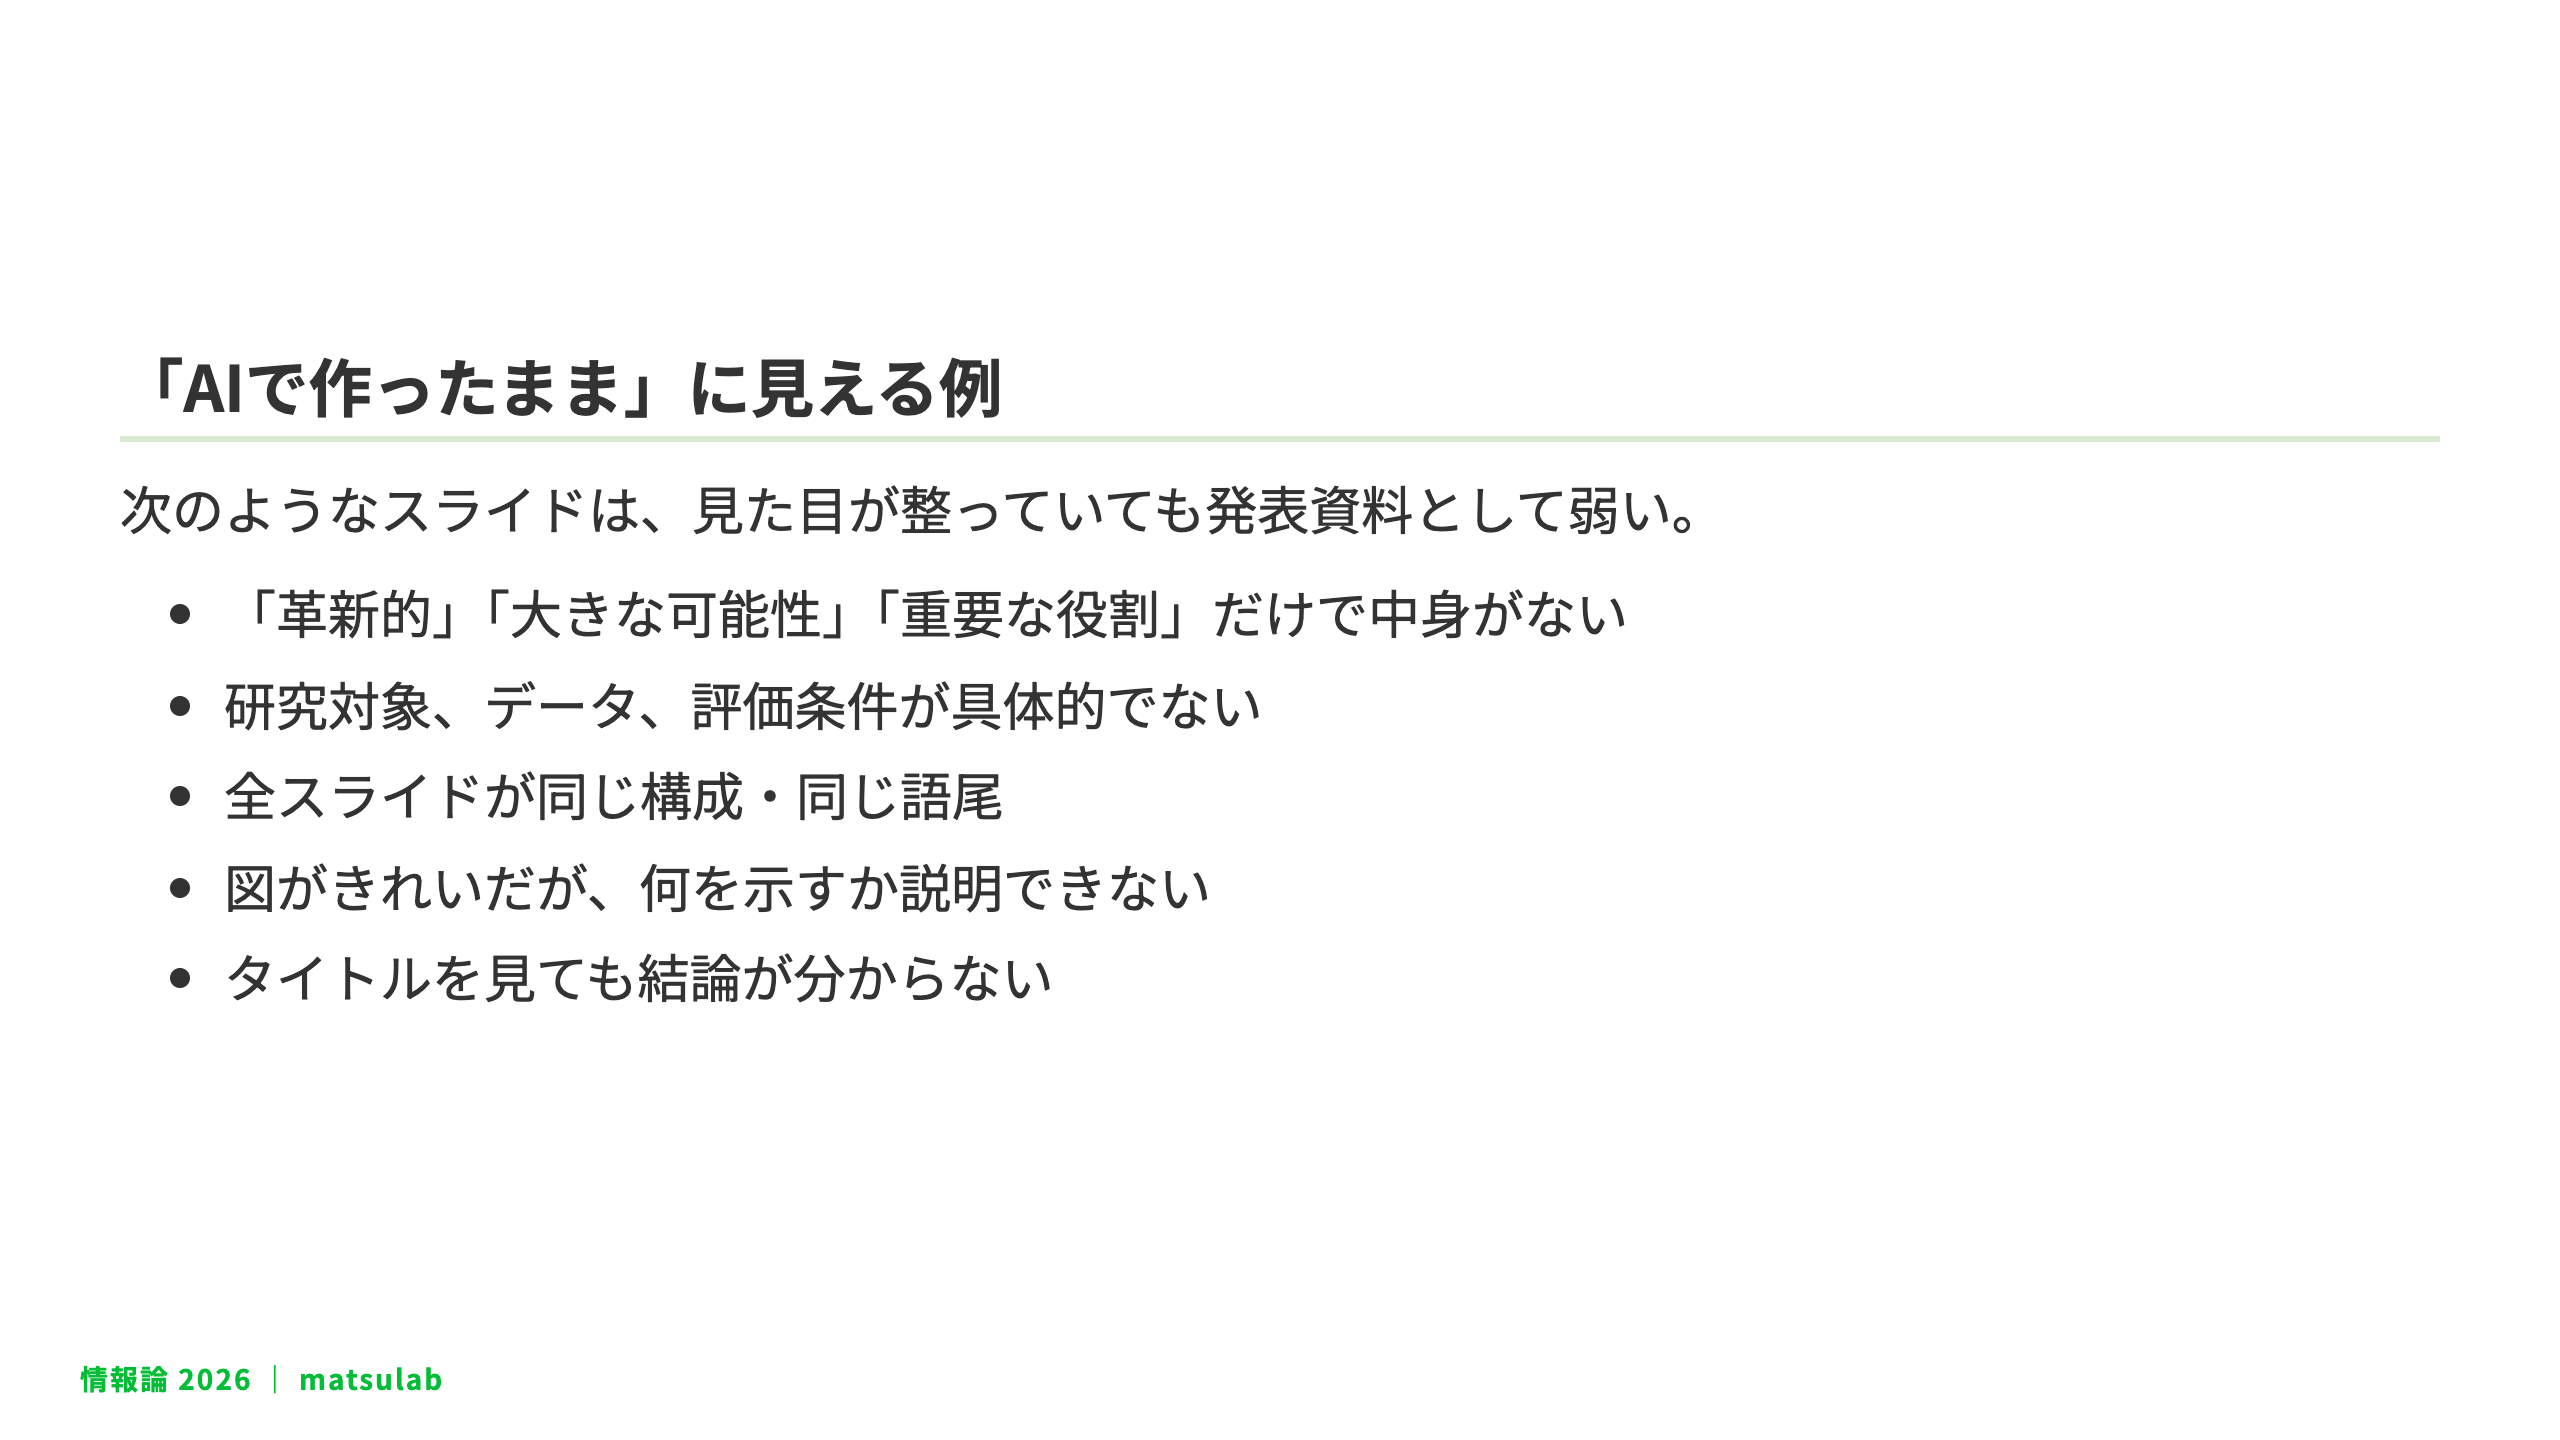 「AIで作ったまま」に見える例
次のようなスライドは、見た目が整っていても発表資料として弱い。
• 「革新的」「大きな可能性」「重要な役割」だけで中身がない
• 研究対象、データ、評価条件が具体的でない
• 全スライドが同じ構成・同じ語尾
• 図がきれいだが、何を示すか説明できない
• タイトルを見ても結論が分からない
情報論 2026 ｜ matsulab